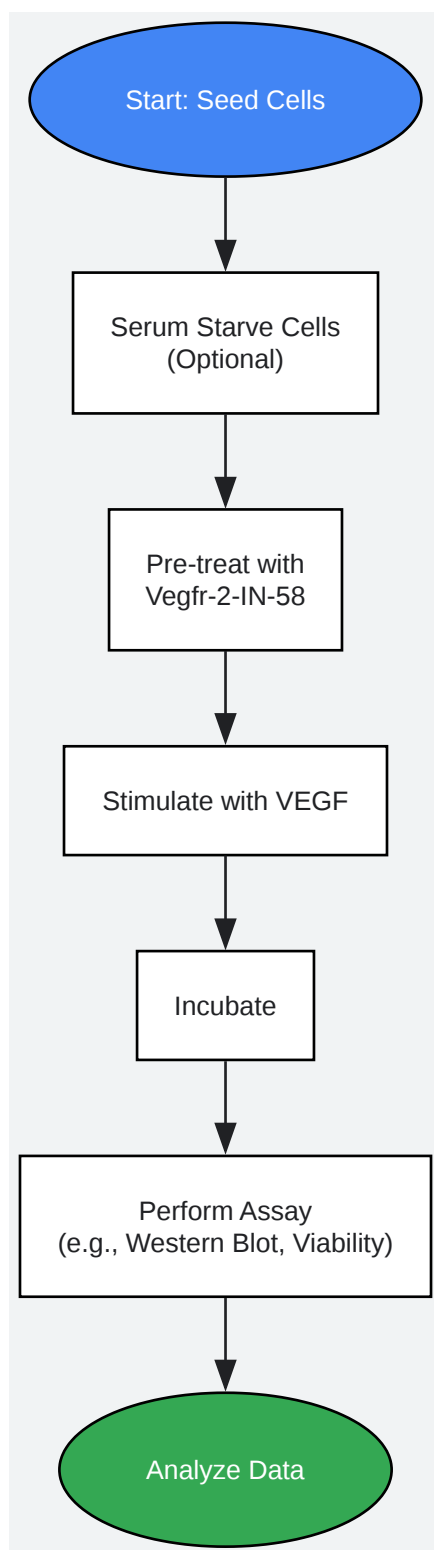 Start: Seed Cells
Serum Starve Cells
(Optional)
Pre-treat with
Vegfr-2-IN-58
Stimulate with VEGF
Incubate
Perform Assay
(e.g., Western Blot, Viability)
Analyze Data